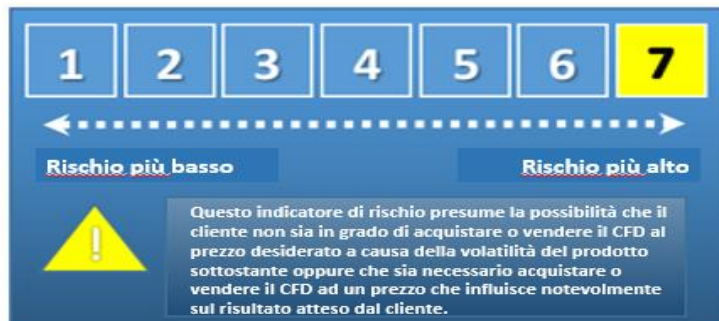 1 2 3 4 5 6 7
Rischio più basso Rischio più alto
!
Questo indicatore di rischio presume la possibilità che il
cliente non sia in grado di acquistare o vendere il CFD al
prezzo desiderato a causa della volatilità del prodotto
sottostante oppure che sia necessario acquistare o
vendere il CFD ad un prezzo che influisce notevolmente
sul risultato atteso dal cliente.